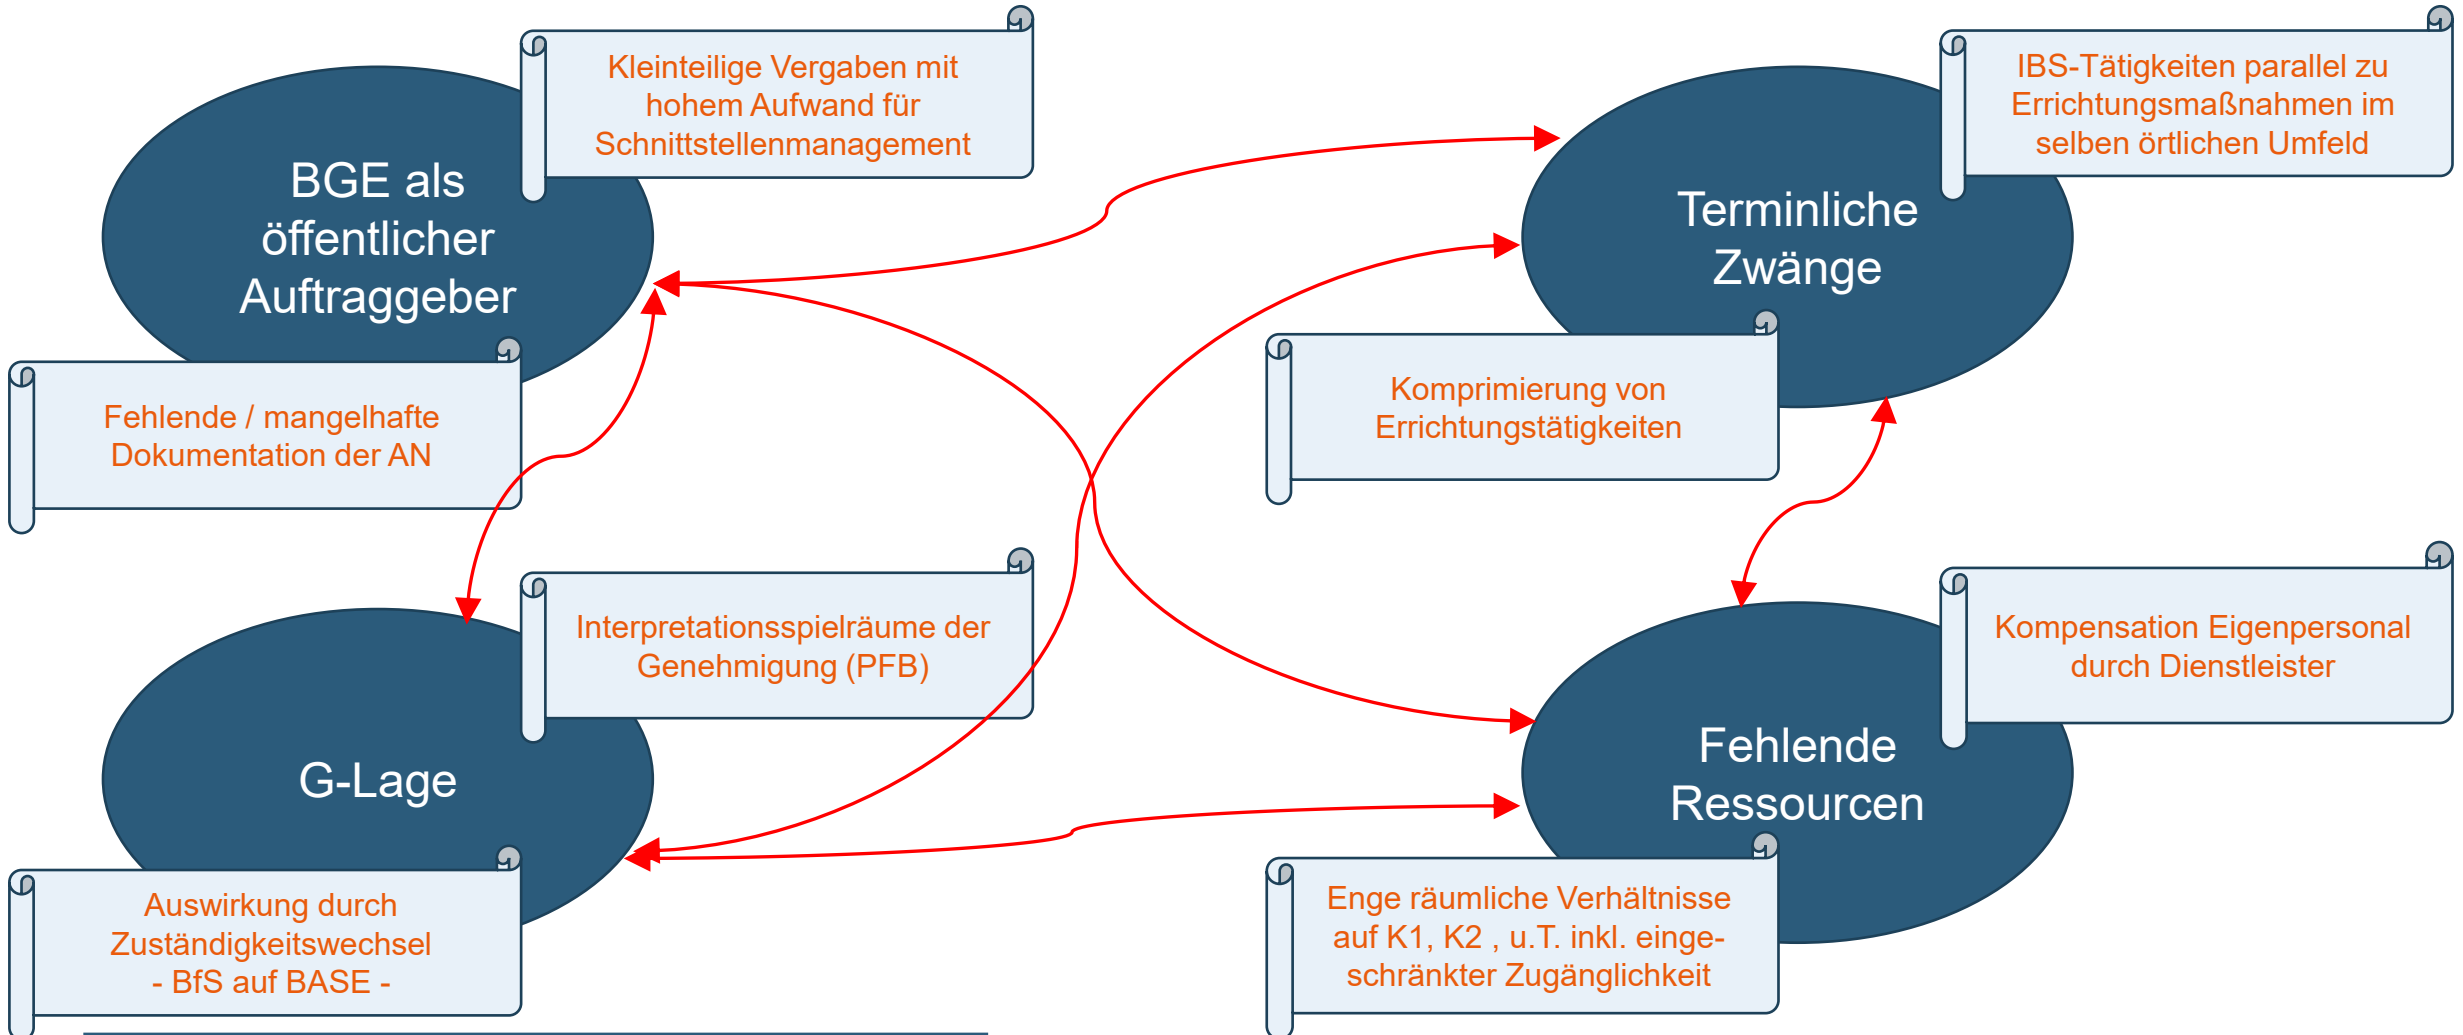 Kleinteilige Vergaben mit
hohem Aufwand für
Schnittstellenmanagement
BGE als
öffentlicher
Auftraggeber
Fehlende / mangelhafte
Dokumentation der AN
IBS-Tätigkeiten parallel zu
Errichtungsmaßnahmen im
selben örtlichen Umfeld
Terminliche
Zwänge
Komprimierung von
Errichtungstätigkeiten
Interpretationsspielräume der
Genehmigung (PFB)
G-Lage
Auswirkung durch
Zuständigkeitswechsel
- BfS auf BASE -
Kompensation Eigenpersonal
durch Dienstleister
Fehlende
Ressourcen
Enge räumliche Verhältnisse
auf K1, K2 , u.T. inkl. einge-
schränkter Zugänglichkeit